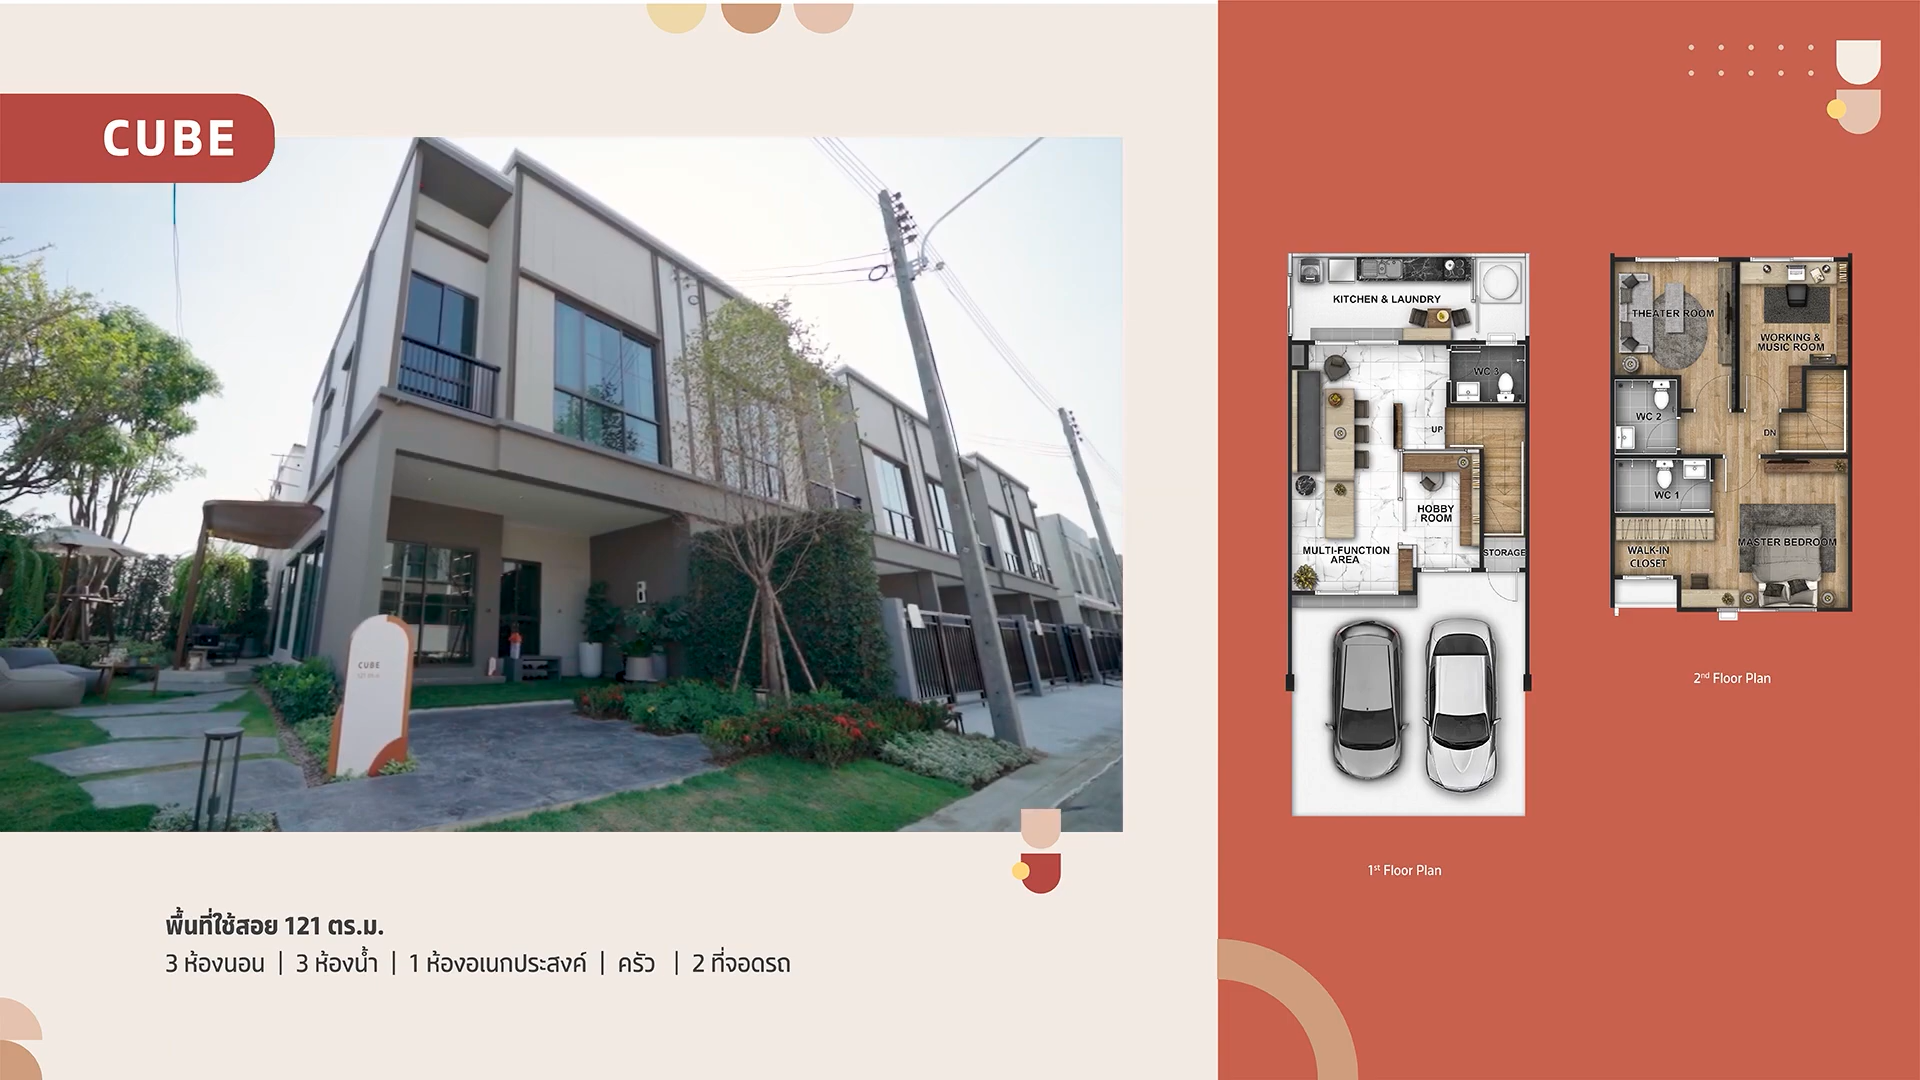 CUBE
CUBE
พื้นที่ใช้สอย 121 ตร.ม.
3 ห้องนอน | 3 ห้องน้ำ | 1 ห้องอเนกประสงค์ | ครัว | 2 ที่จอดรถ
KITCHEN & LAUNDRY
WC 3
UP
HOBBY
ROOM
MULTI-FUNCTION
AREA
STORAGE
1st Floor Plan
THEATER ROOM
WORKING &
MUSIC ROOM
WC 2
DN
WC 1
WALK-IN
CLOSET
MASTER BEDROOM
2nd Floor Plan